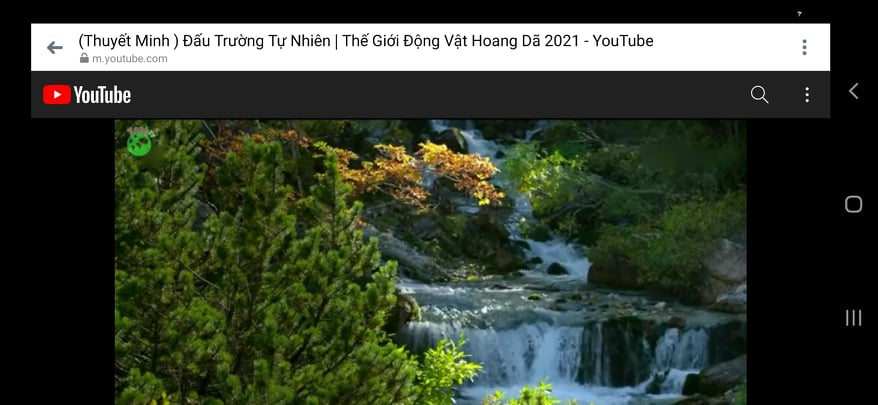 (Thuyết Minh ) Đấu Trường Tự Nhiên | Thế Giới Động Vật Hoang Dã 2021 - YouTube
m.youtube.com
YouTube